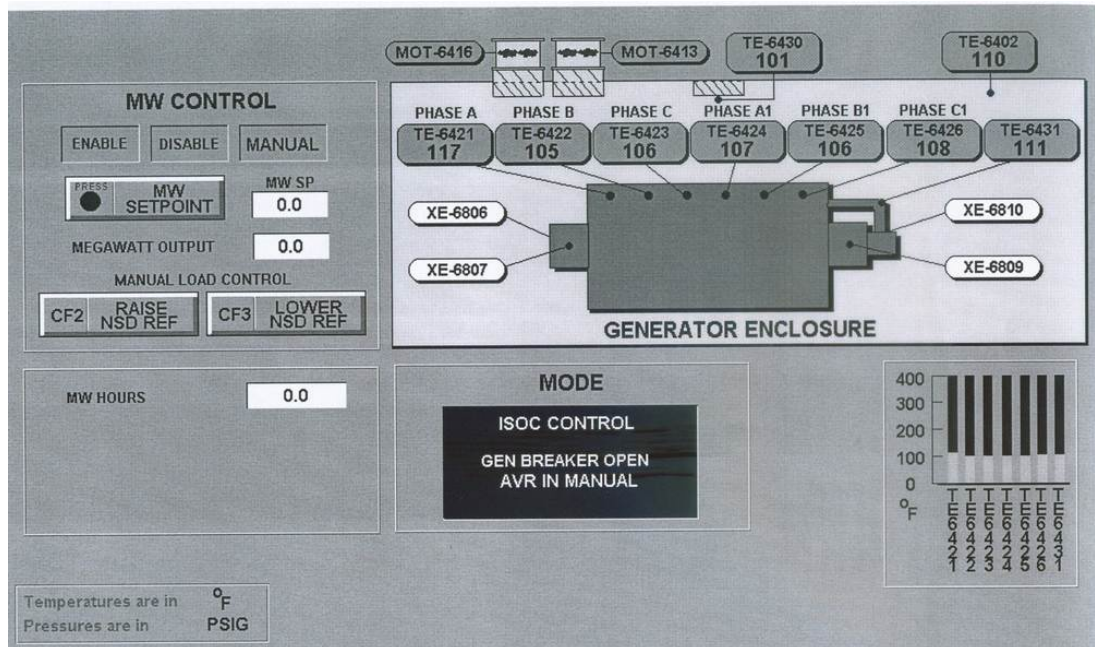 MOT-6416
MOT-6413
TE-6430
101
TE-6402
110
MW CONTROL
ENABLE
DISABLE
MANUAL
PRESS
MW
SETPOINT
MW SP
0.0
MEGAWATT OUTPUT
0.0
MANUAL LOAD CONTROL
CF2
RAISE
NSD REF
CF3
LOWER
NSD REF
PHASE A
PHASE B
PHASE C
PHASE A1
PHASE B1
PHASE C1
TE-6421
117
TE-6422
105
TE-6423
106
TE-6424
107
TE-6425
106
TE-6426
108
TE-6431
111
XE-6806
XE-6807
XE-6810
XE-6809
GENERATOR ENCLOSURE
MW HOURS
0.0
MODE
ISOC CONTROL
GEN BREAKER OPEN
AVR IN MANUAL
400
300
200
100
0
°F
TE6421
TE6422
TE6423
TE6424
TE6425
TE6426
TE6431
Temperatures are in °F
Pressures are in PSIG